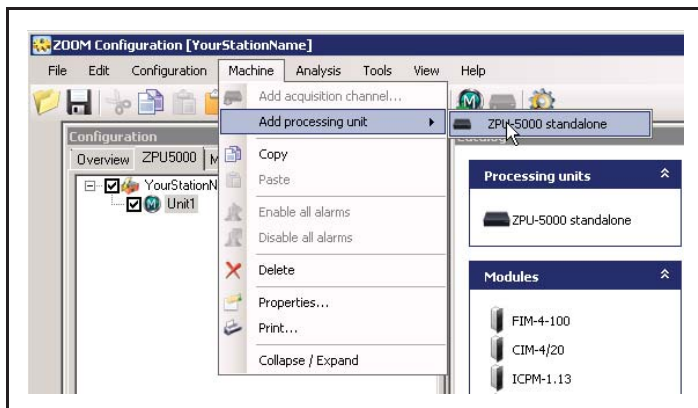 ZOOM Configuration [YourStationName]
File Edit Configuration Machine Analysis Tools View Help
Add acquisition channel...
Add processing unit
ZPU-5000 standalone
Copy
Paste
Enable all alarms
Disable all alarms
Delete
Properties...
Print...
Collapse / Expand
Configuration
Overview ZPU5000 M
YourStationN
Unit1
Processing units
ZPU-5000 standalone
Modules
FIM-4-100
CIM-4/20
ICPM-1.13